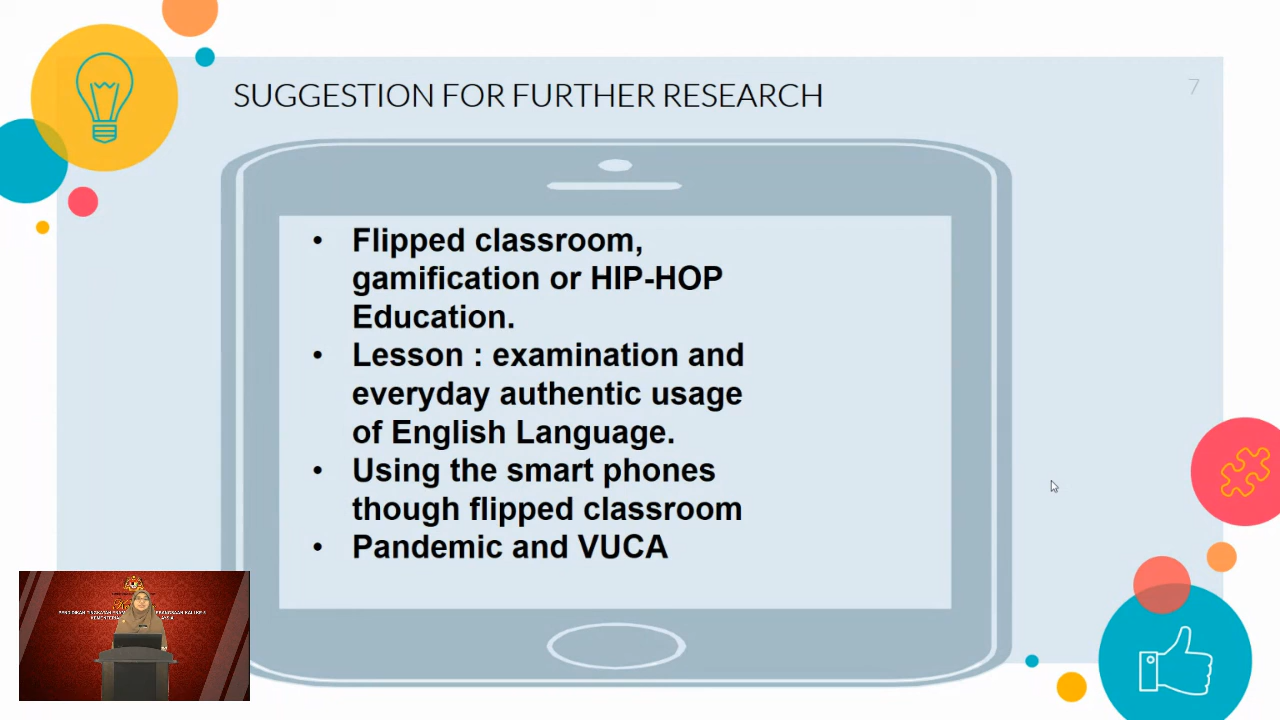 SUGGESTION FOR FURTHER RESEARCH
7
• Flipped classroom,
gamification or HIP-HOP
Education.
• Lesson : examination and
everyday authentic usage
of English Language.
• Using the smart phones
though flipped classroom
• Pandemic and VUCA